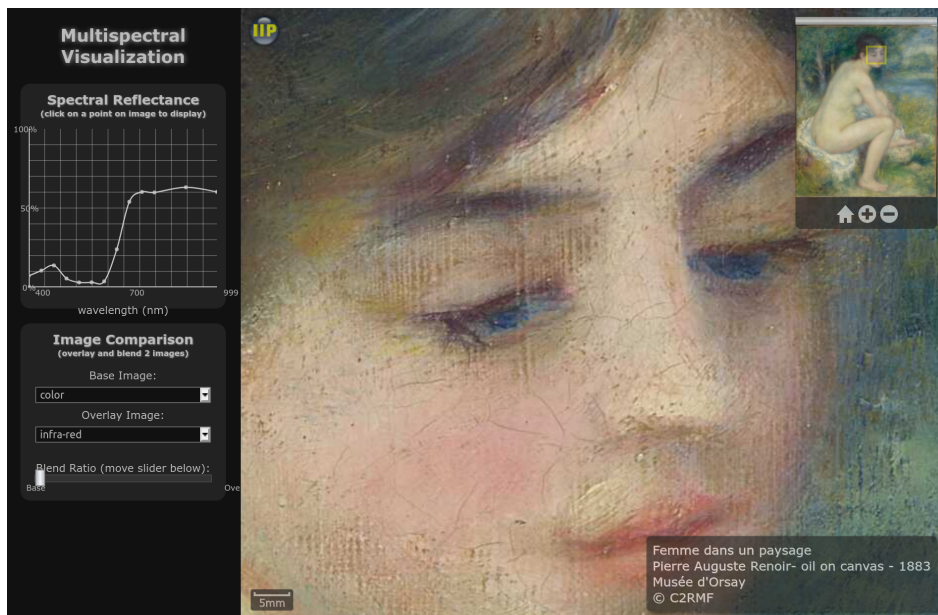 Multispectral
Visualization
Spectral Reflectance
(click on a point on image to display)
100%
50%
0%
400
700
999
wavelength (nm)
Image Comparison
(overlay and blend 2 images)
Base Image:
color
Overlay Image:
infra-red
Blend Ratio (move slider below):
Base
Ove
IIP
5mm
Femme dans un paysage
Pierre Auguste Renoir- oil on canvas - 1883
Musée d'Orsay
© C2RMF